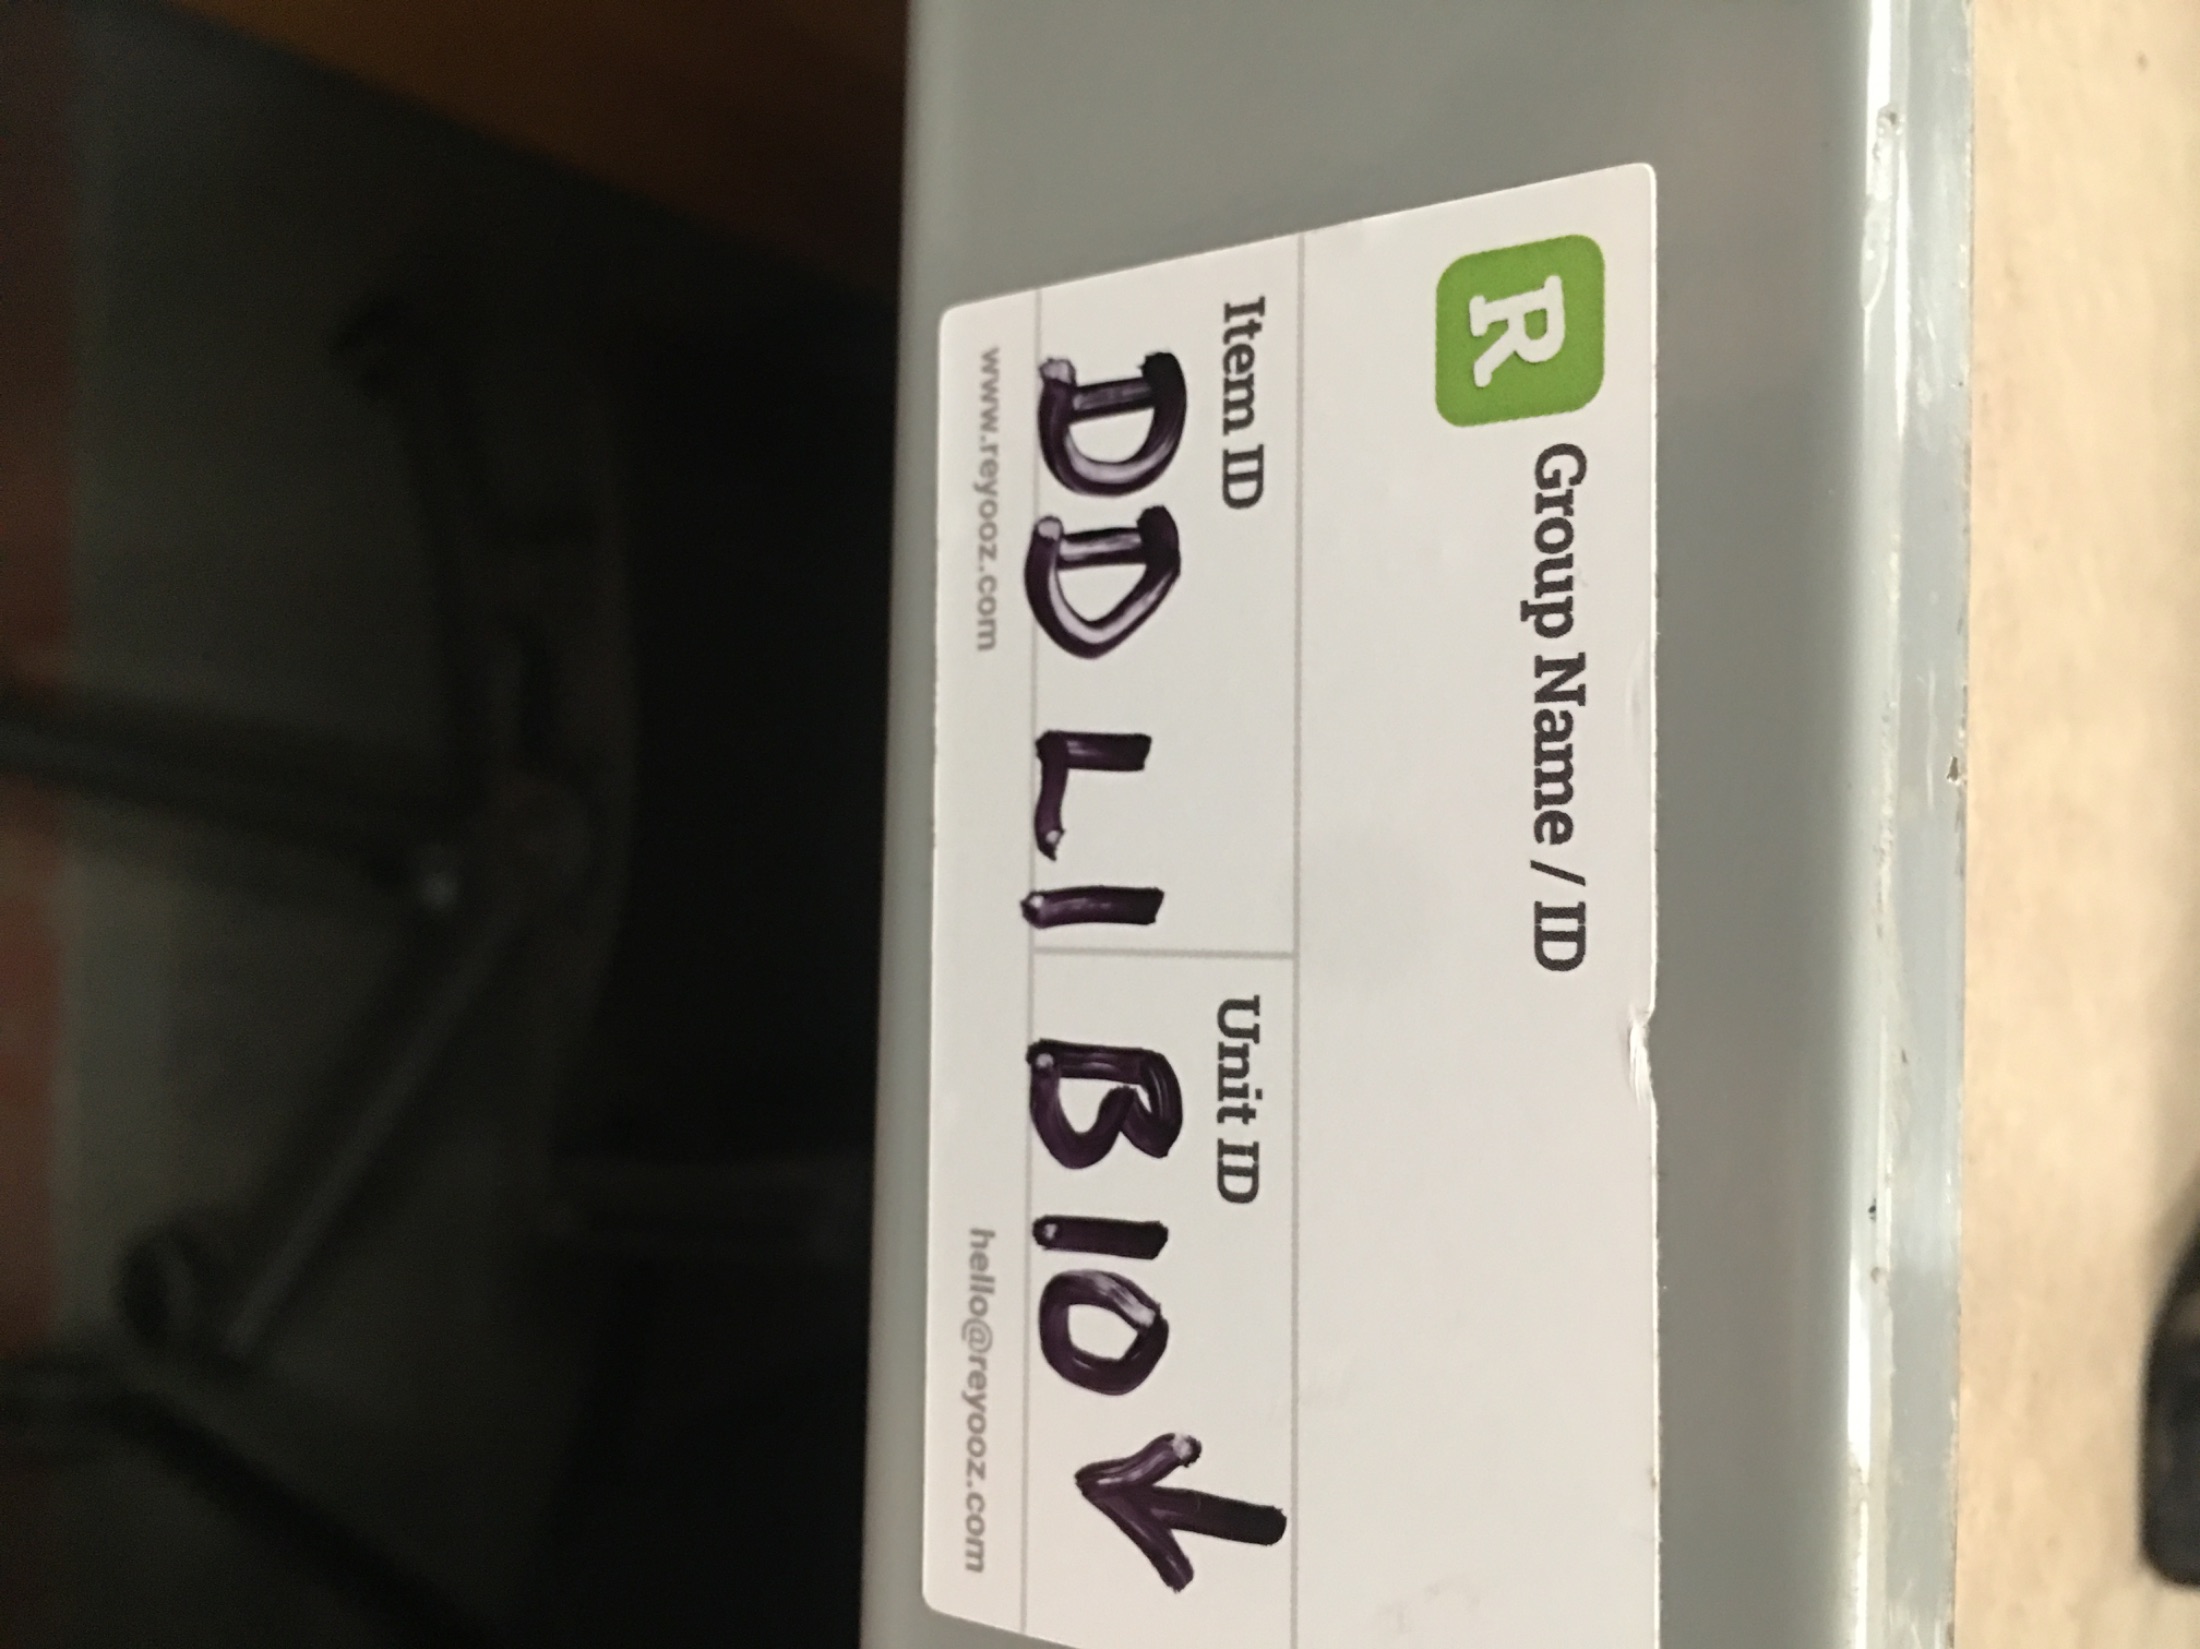 R Group Name / ID
Item ID Unit ID
DD L1 B10 ↓
www.reyooz.com hello@reyooz.com